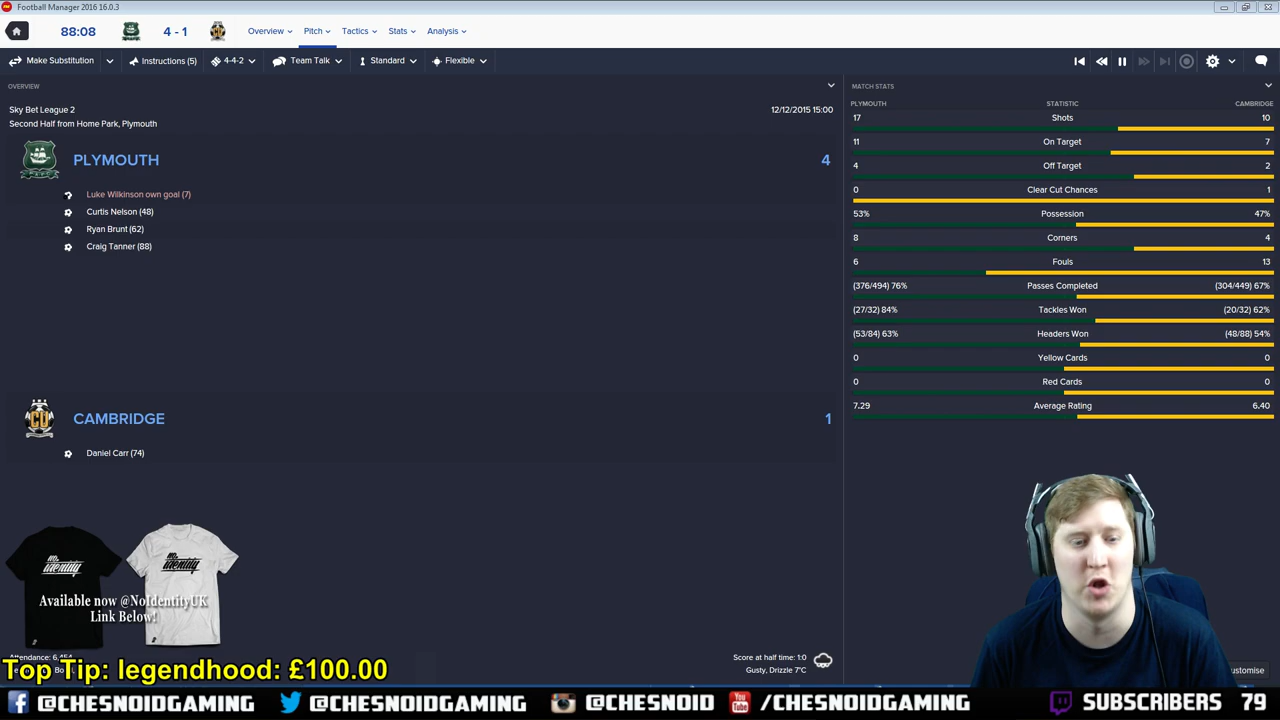 Football Manager 2016 16.0.3
88:08 4 - 1 Overview Pitch Tactics Stats Analysis
Make Substitution Instructions (5) 4-4-2 Team Talk Standard Flexible
OVERVIEW
Sky Bet League 2 12/12/2015 15:00
Second Half from Home Park, Plymouth
PLYMOUTH 4
Luke Wilkinson own goal (7)
Curtis Nelson (48)
Ryan Brunt (62)
Craig Tanner (88)
CAMBRIDGE 1
Daniel Carr (74)
MATCH STATS
PLYMOUTH STATISTIC CAMBRIDGE
17 Shots 10
11 On Target 7
4 Off Target 2
0 Clear Cut Chances 1
53% Possession 47%
8 Corners 4
6 Fouls 13
(376/494) 76% Passes Completed (304/449) 67%
(27/32) 84% Tackles Won (20/32) 62%
(53/84) 63% Headers Won (48/88) 54%
0 Yellow Cards 0
0 Red Cards 0
7.29 Average Rating 6.40
no. identity no. identity
Available now @NoIdentityUK
Link Below!
Attendance: 6,454
Score at half time: 1:0
Gusty, Drizzle 7°C
Top Tip: legendhood: £100.00
@CHESNOIDGAMING @CHESNOIDGAMING @CHESNOID /CHESNOIDGAMING SUBSCRIBERS 79